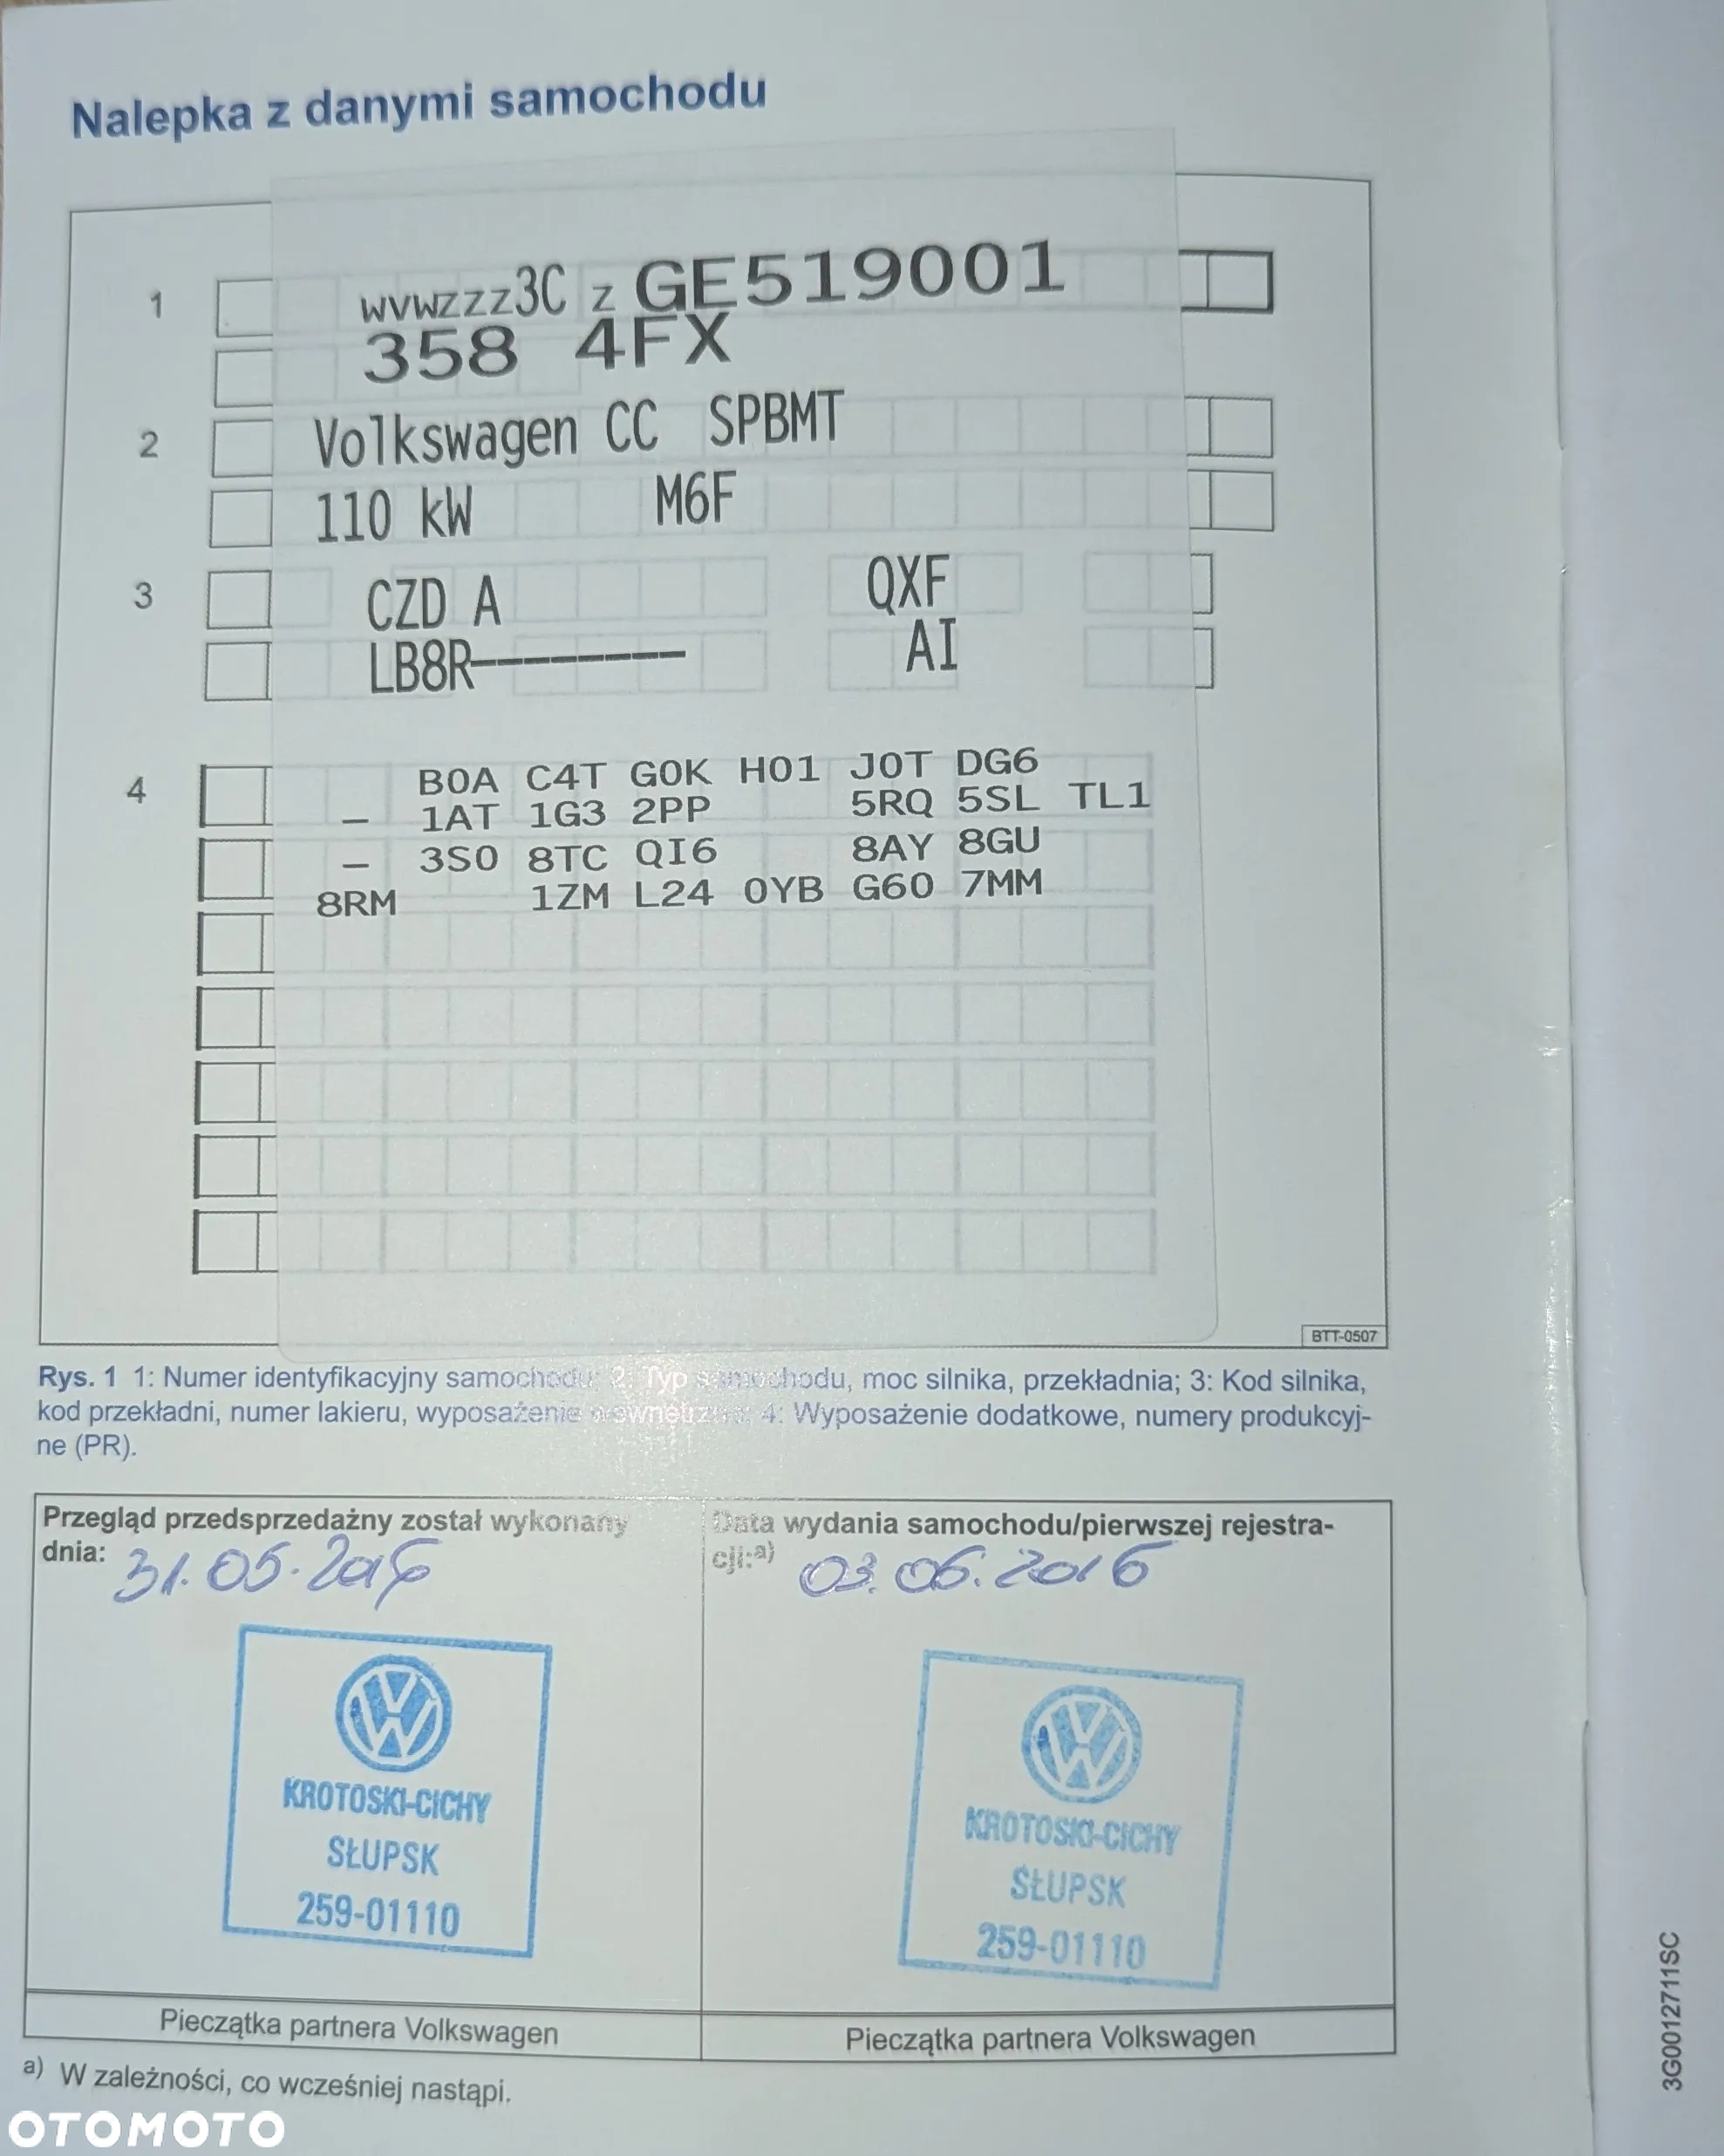 Nalepka z danymi samochodu
1 WVWZZZ3C Z GE519001
358 4FX
2 Volkswagen CC SPBMT
110 kW M6F
3 CZD A QXF
LB8R--------- AI
4 B0A C4T G0K H01 J0T DG6
- 1AT 1G3 2PP 5RQ 5SL TL1
- 3S0 8TC QI6 8AY 8GU
8RM 1ZM L24 0YB G60 7MM
BTT-0507
Rys. 1 1: Numer identyfikacyjny samochodu; 2: Typ samochodu, moc silnika, przekładnia; 3: Kod silnika,
kod przekładni, numer lakieru, wyposażenie wewnętrzne; 4: Wyposażenie dodatkowe, numery produkcyj-
ne (PR).
Przegląd przedsprzedażny został wykonany
dnia: 31.05.2016
Data wydania samochodu/pierwszej rejestra-
cji:a) 03.06.2016
KROTOSKI-CICHY
SŁUPSK
259-01110
KROTOSKI-CICHY
SŁUPSK
259-01110
Pieczątka partnera Volkswagen
Pieczątka partnera Volkswagen
a) W zależności, co wcześniej nastąpi.
3G0012711SC
OTOMOTO